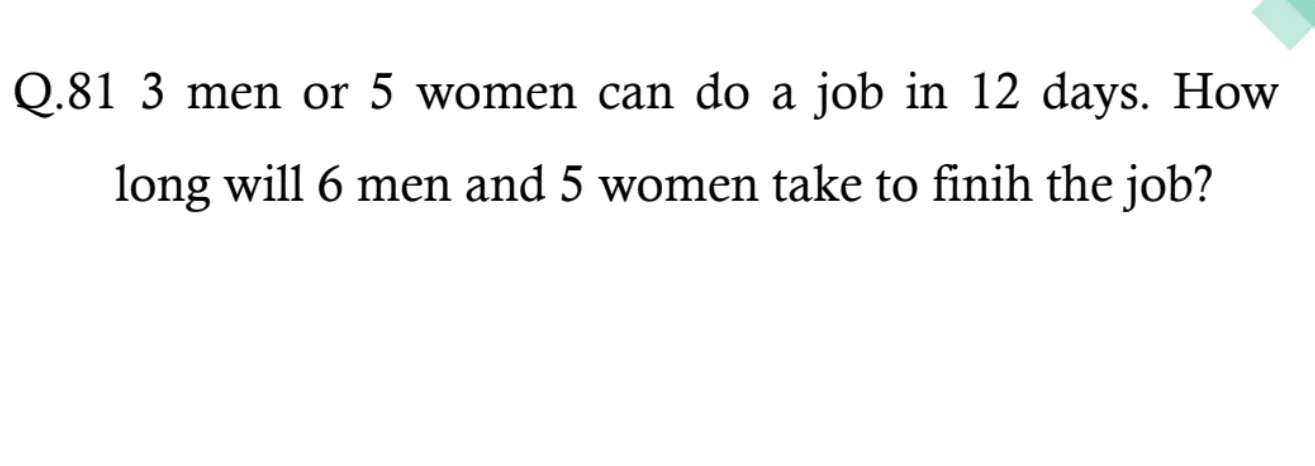 Q.81 3 men or 5 women can do a job in 12 days. How
long will 6 men and 5 women take to finih the job?